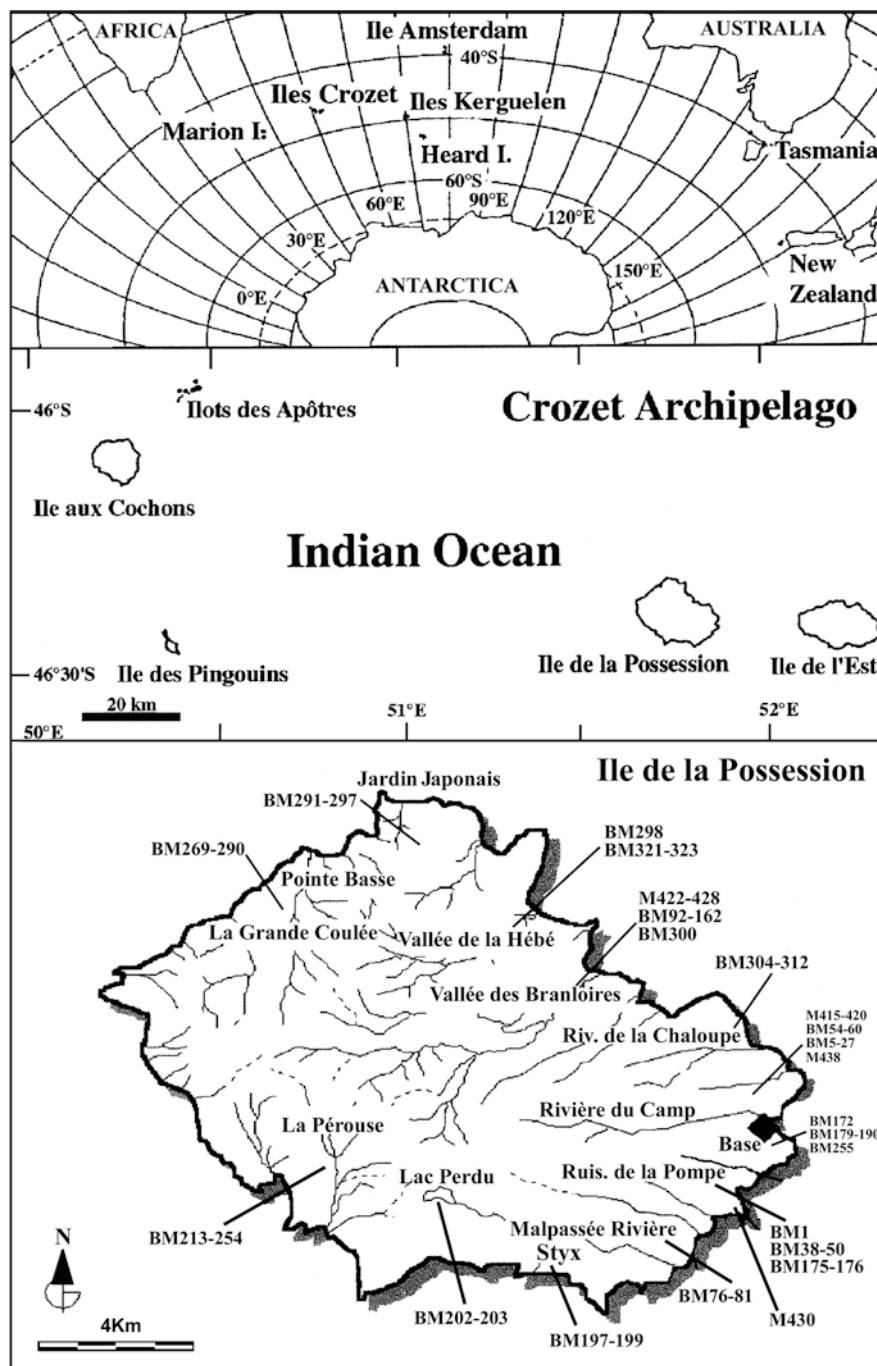 AFRICA
Ile Amsterdam
AUSTRALIA
40°S
Iles Crozet
Iles Kerguelen
Marion I:
Heard I.
Tasmania
60°S
60°E
90°E
120°E
30°E
150°E
0°E
ANTARCTICA
New
Zealand
46°S
Ilots des Apôtres
Crozet Archipelago
Ile aux Cochons
Indian Ocean
46°30'S
Ile des Pingouins
Ile de la Possession
Ile de l'Est
20 km
50°E
51°E
52°E
Ile de la Possession
Jardin Japonais
BM291-297
BM269-290
BM298
BM321-323
Pointe Basse
M422-428
BM92-162
BM300
La Grande Coulée
Vallée de la Hébé
BM304-312
Vallée des Branloires
M415-420
BM54-60
BM5-27
M438
Riv. de la Chaloupe
Rivière du Camp
La Pérouse
Base
BM172
BM179-190
BM255
Lac Perdu
Ruis. de la Pompe
BM213-254
Malpassée Rivière
Styx
BM1
BM38-50
BM175-176
N
BM76-81
M430
BM202-203
BM197-199
4Km